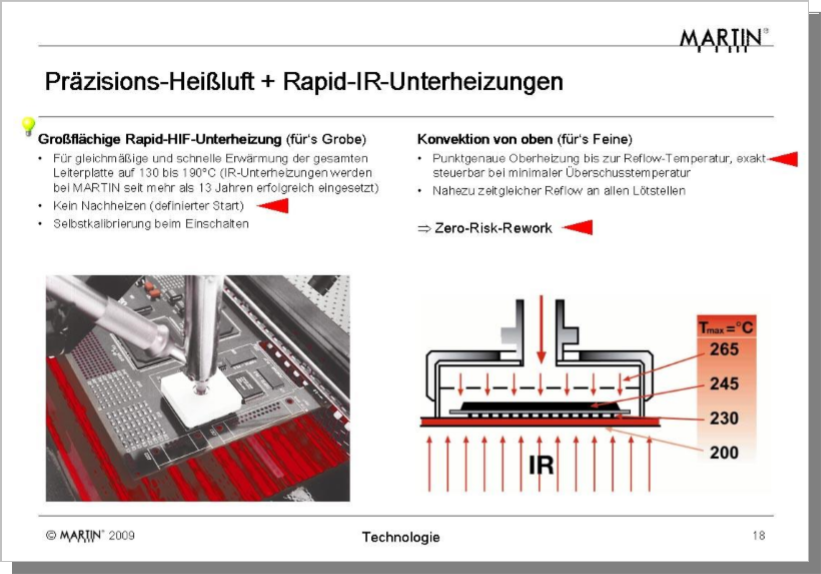 MARTIN
Präzisions-Heißluft + Rapid-IR-Unterheizungen
Großflächige Rapid-HIF-Unterheizung (für's Grobe)
• Für gleichmäßige und schnelle Erwärmung der gesamten
Leiterplatte auf 130 bis 190°C (IR-Unterheizungen werden
bei MARTIN seit mehr als 13 Jahren erfolgreich eingesetzt)
• Kein Nachheizen (definierter Start)
• Selbstkalibrierung beim Einschalten
Konvektion von oben (für's Feine)
• Punktgenaue Oberheizung bis zur Reflow-Temperatur, exakt
steuerbar bei minimaler Überschusstemperatur
• Nahezu zeitgleicher Reflow an allen Lötstellen
⇒ Zero-Risk-Rework
Tmax=°C
265
245
230
200
IR
© MARTIN 2009
Technologie
18